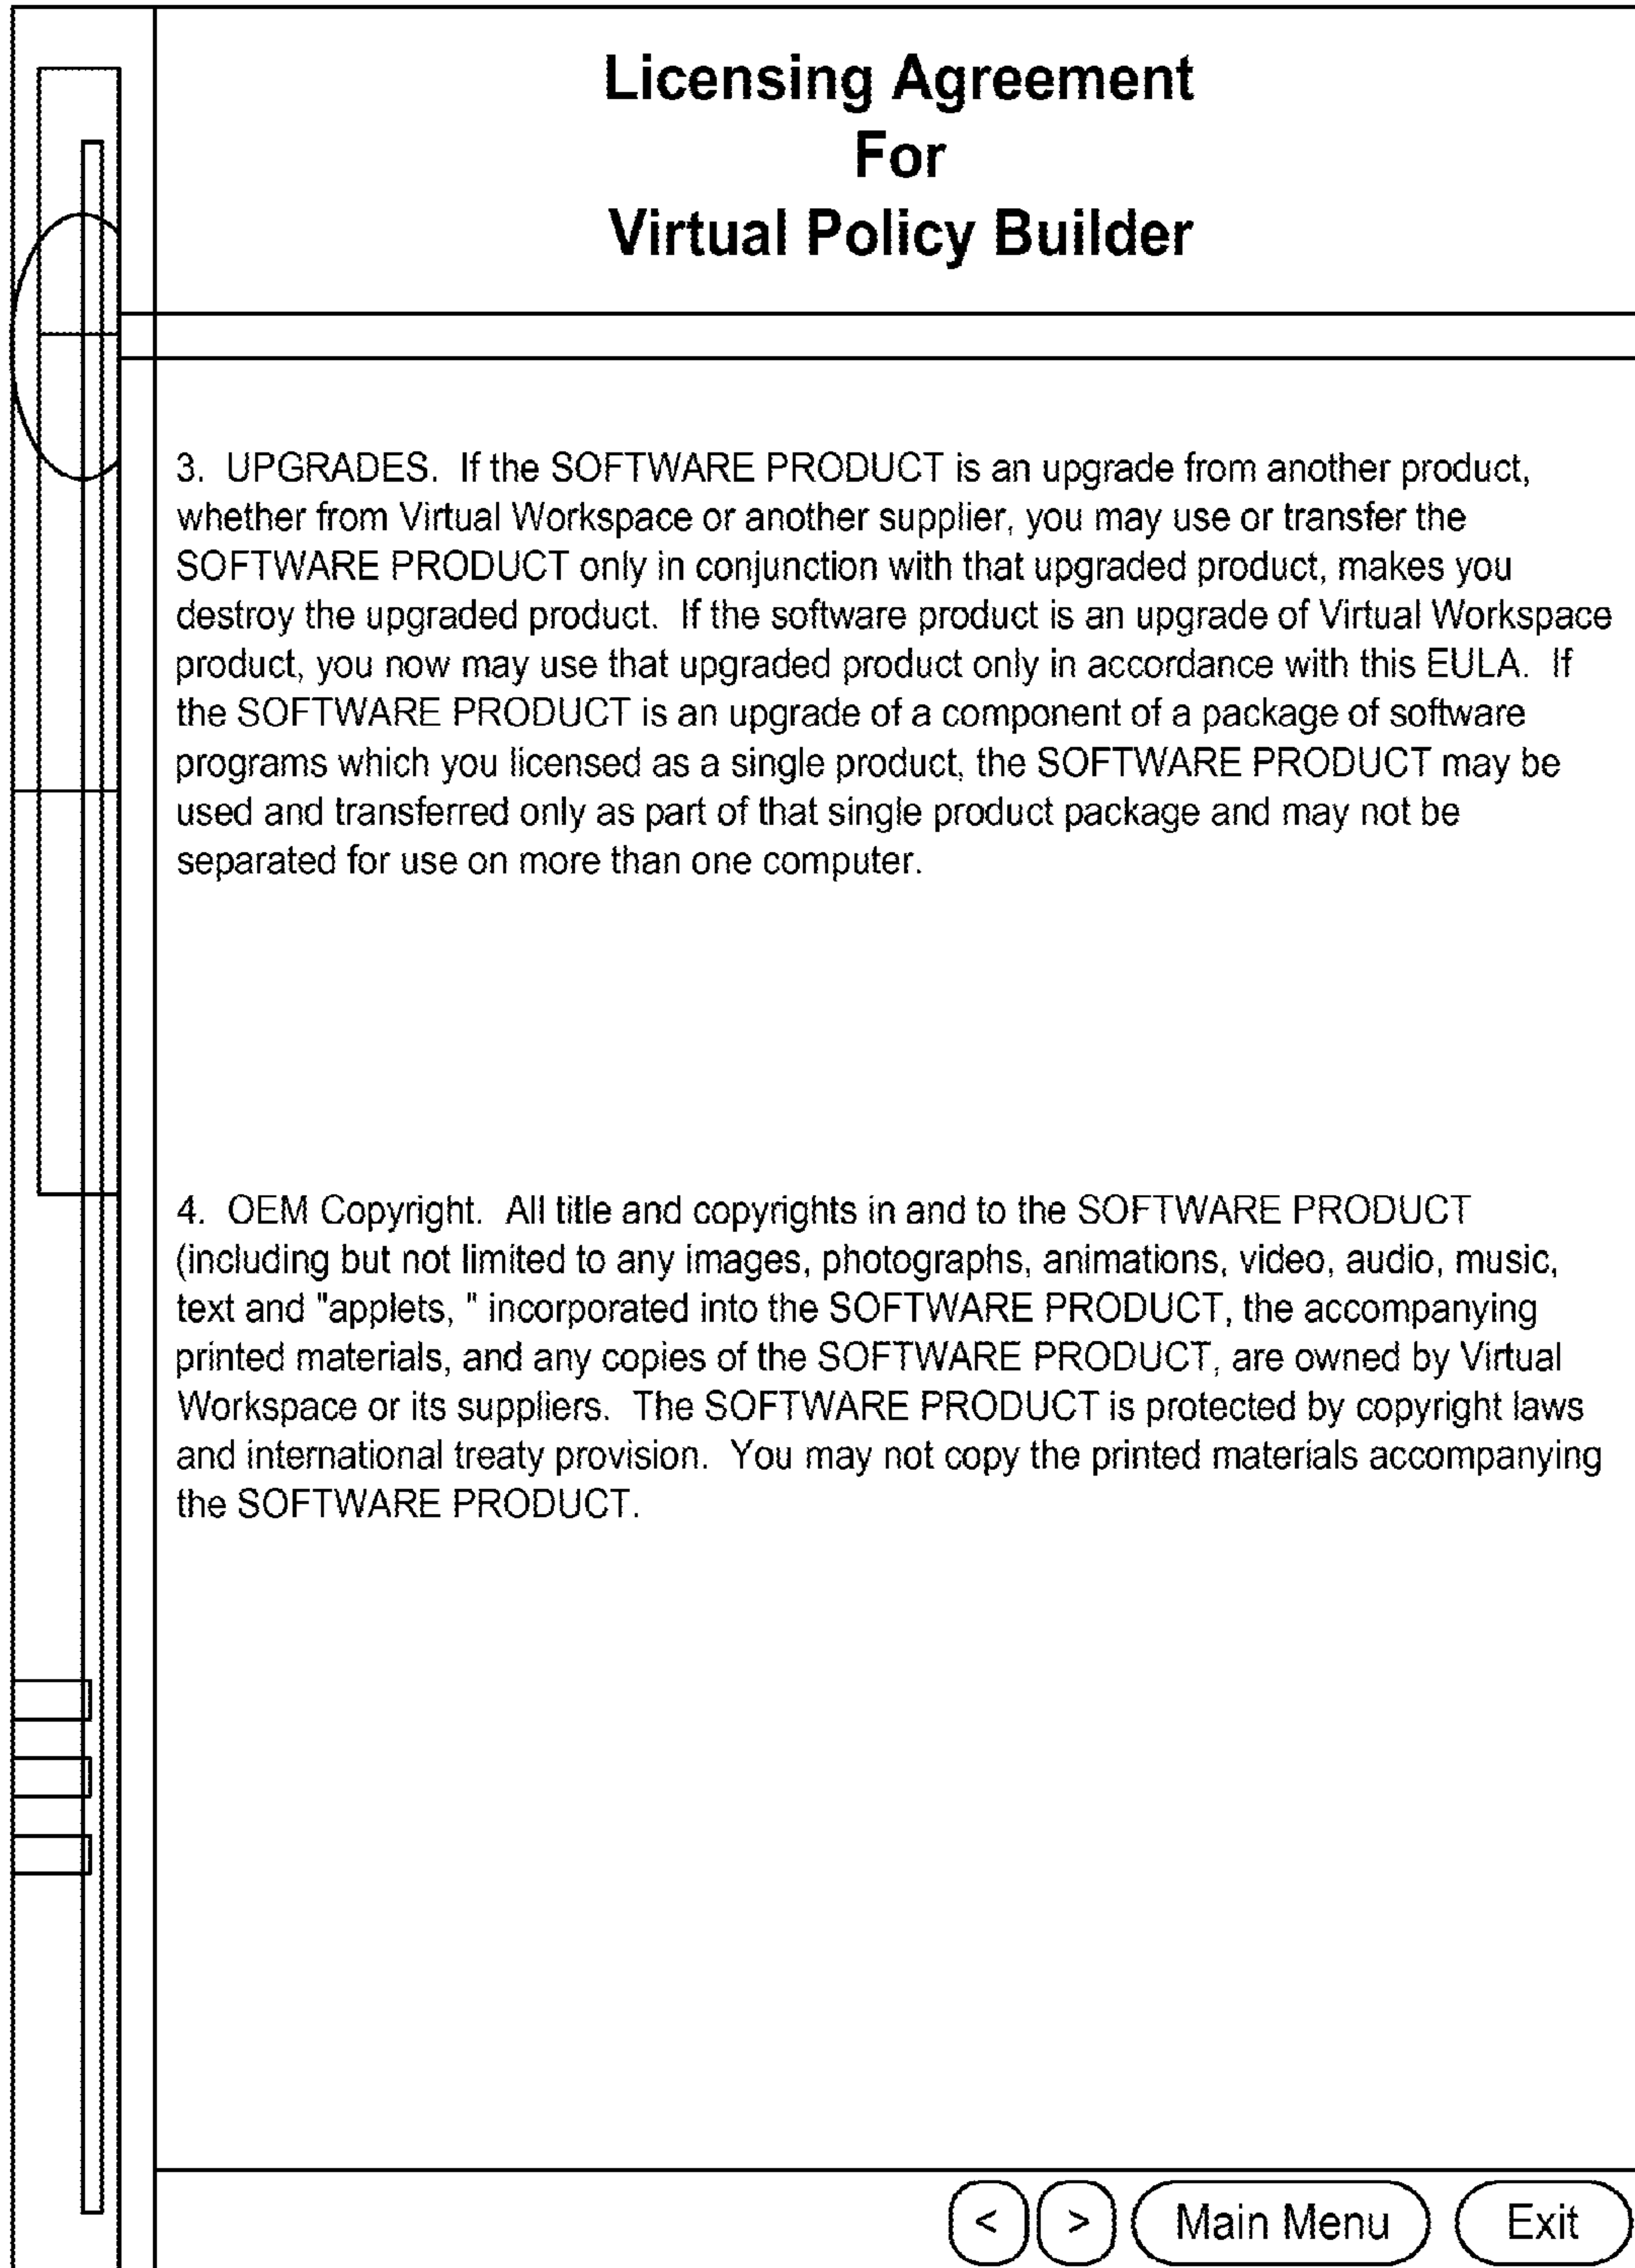 Licensing Agreement
For
Virtual Policy Builder
3. UPGRADES. If the SOFTWARE PRODUCT is an upgrade from another product,
whether from Virtual Workspace or another supplier, you may use or transfer the
SOFTWARE PRODUCT only in conjunction with that upgraded product, makes you
destroy the upgraded product. If the software product is an upgrade of Virtual Workspace
product, you now may use that upgraded product only in accordance with this EULA. If
the SOFTWARE PRODUCT is an upgrade of a component of a package of software
programs which you licensed as a single product, the SOFTWARE PRODUCT may be
used and transferred only as part of that single product package and may not be
separated for use on more than one computer.
4. OEM Copyright. All title and copyrights in and to the SOFTWARE PRODUCT
(including but not limited to any images, photographs, animations, video, audio, music,
text and "applets, " incorporated into the SOFTWARE PRODUCT, the accompanying
printed materials, and any copies of the SOFTWARE PRODUCT, are owned by Virtual
Workspace or its suppliers. The SOFTWARE PRODUCT is protected by copyright laws
and international treaty provision. You may not copy the printed materials accompanying
the SOFTWARE PRODUCT.
< > Main Menu Exit